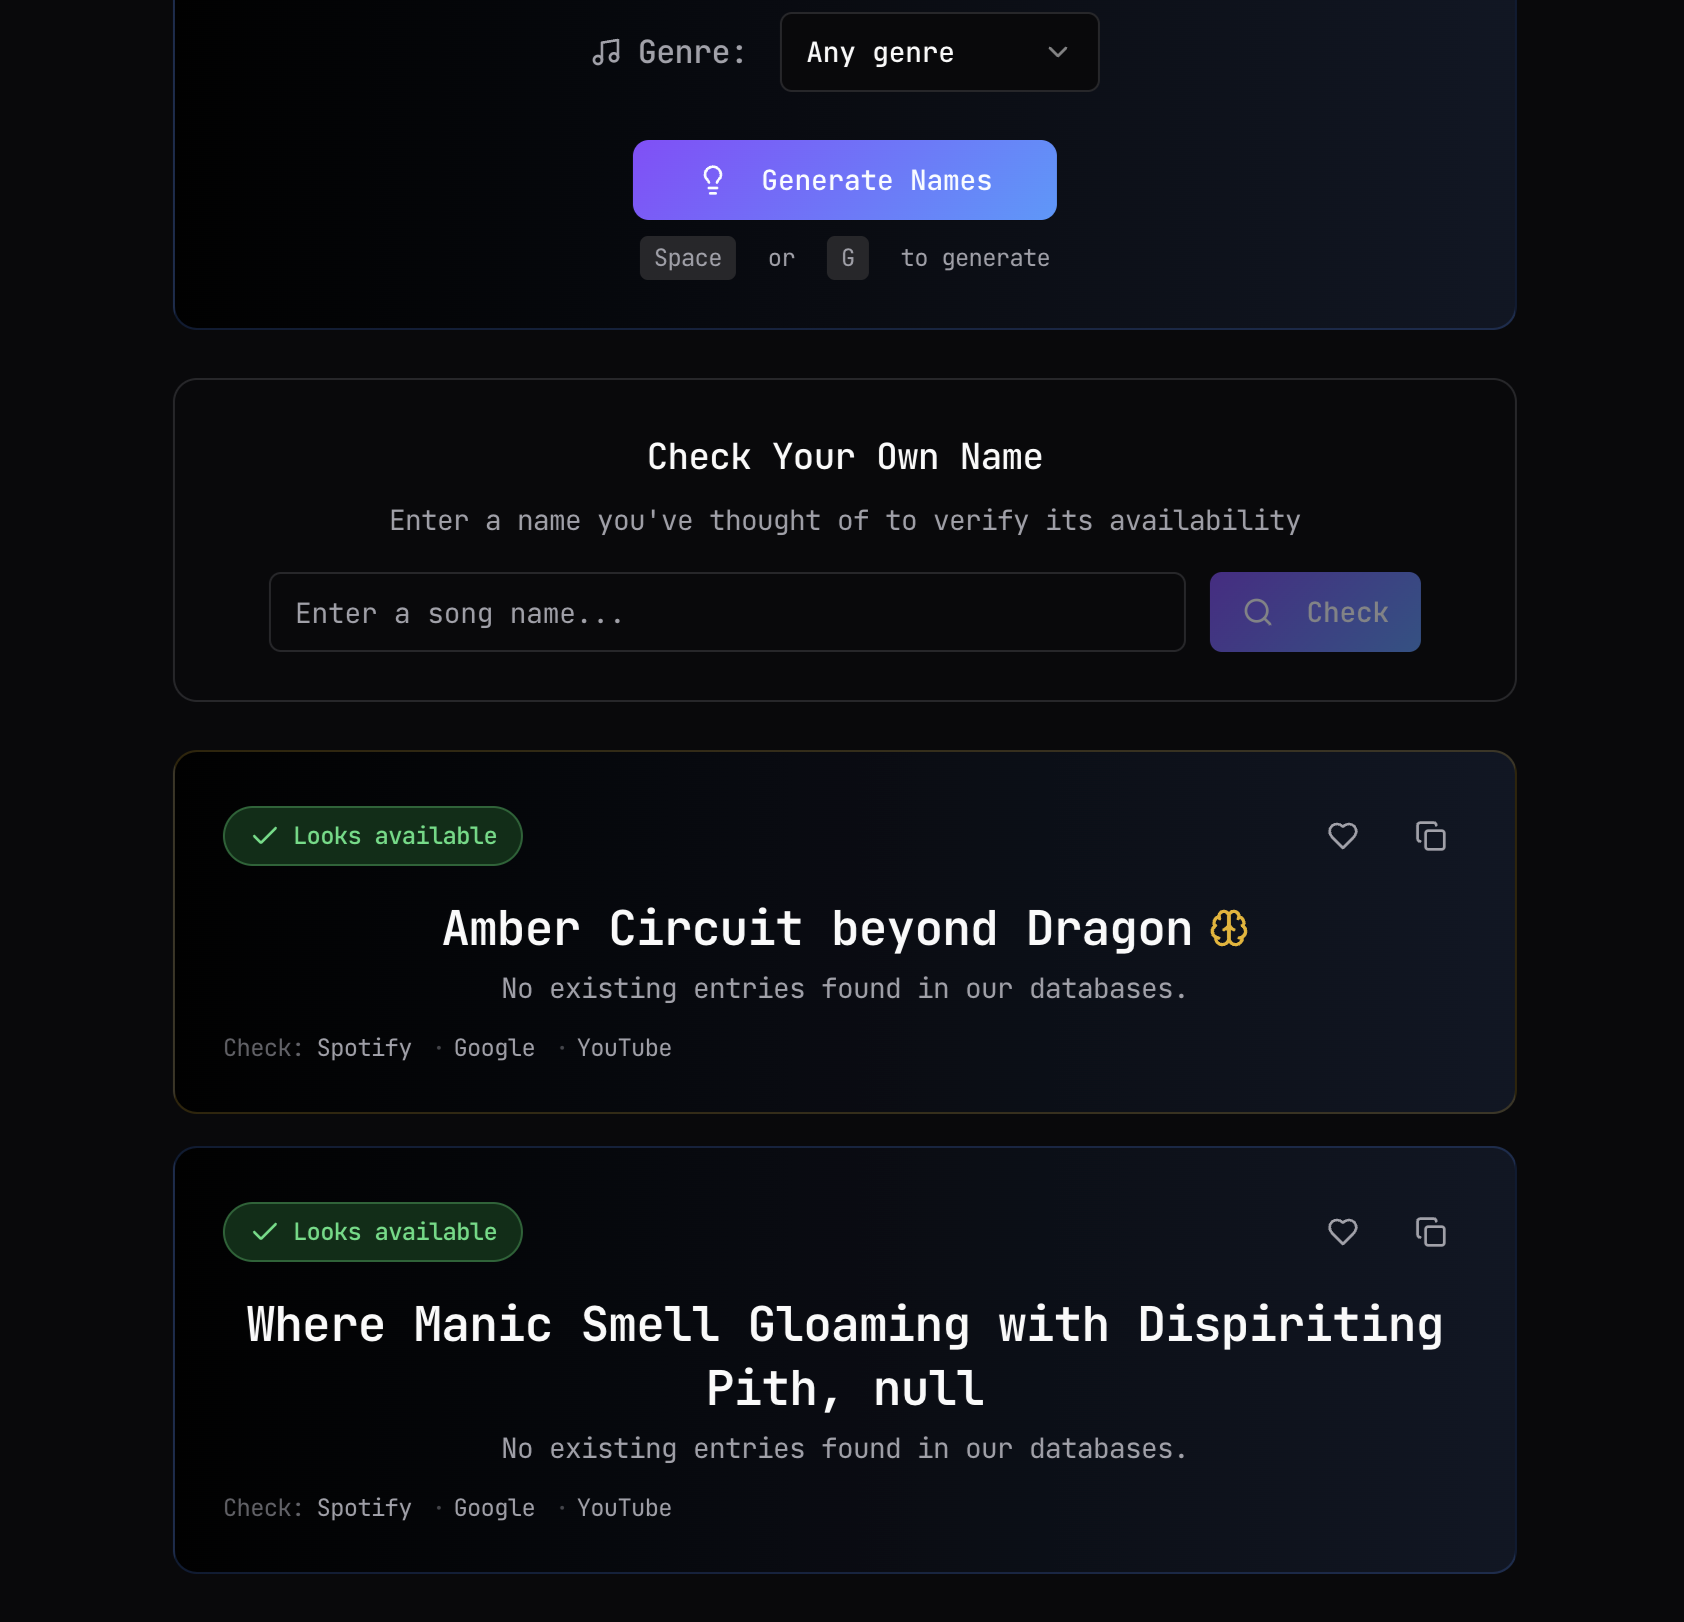 Genre: Any genre
Generate Names
Space or G to generate
Check Your Own Name
Enter a name you've thought of to verify its availability
Enter a song name... Check
Looks available
Amber Circuit beyond Dragon
No existing entries found in our databases.
Check: Spotify · Google · YouTube
Looks available
Where Manic Smell Gloaming with Dispiriting
Pith, null
No existing entries found in our databases.
Check: Spotify · Google · YouTube